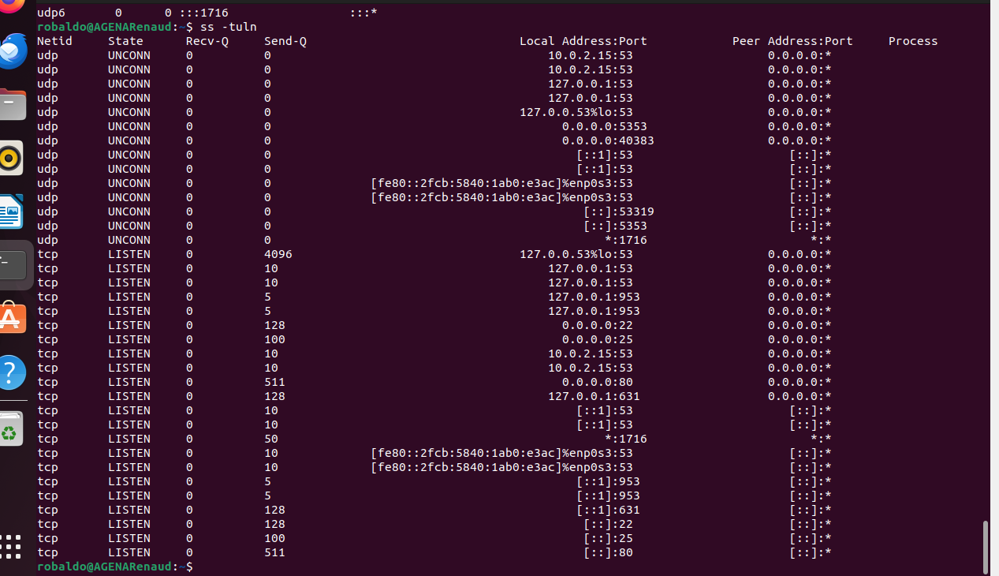 udp6       0      0 :::1716                 :::*
robaldo@AGENARenaud:~$ ss -tuln
Netid     State      Recv-Q     Send-Q                              Local Address:Port            Peer Address:Port     Process
udp       UNCONN     0          0                                       10.0.2.15:53                   0.0.0.0:*
udp       UNCONN     0          0                                       10.0.2.15:53                   0.0.0.0:*
udp       UNCONN     0          0                                       127.0.0.1:53                   0.0.0.0:*
udp       UNCONN     0          0                                       127.0.0.1:53                   0.0.0.0:*
udp       UNCONN     0          0                                   127.0.0.53%lo:53                   0.0.0.0:*
udp       UNCONN     0          0                                         0.0.0.0:5353                 0.0.0.0:*
udp       UNCONN     0          0                                         0.0.0.0:40383                0.0.0.0:*
udp       UNCONN     0          0                                           [::1]:53                      [::]:*
udp       UNCONN     0          0                                           [::1]:53                      [::]:*
udp       UNCONN     0          0              [fe80::2fcb:5840:1ab0:e3ac]%enp0s3:53                      [::]:*
udp       UNCONN     0          0              [fe80::2fcb:5840:1ab0:e3ac]%enp0s3:53                      [::]:*
udp       UNCONN     0          0                                            [::]:53319                   [::]:*
udp       UNCONN     0          0                                            [::]:5353                    [::]:*
udp       UNCONN     0          0                                               *:1716                       *:*
tcp       LISTEN     0          4096                                127.0.0.53%lo:53                   0.0.0.0:*
tcp       LISTEN     0          10                                      127.0.0.1:53                   0.0.0.0:*
tcp       LISTEN     0          10                                      127.0.0.1:53                   0.0.0.0:*
tcp       LISTEN     0          5                                       127.0.0.1:953                  0.0.0.0:*
tcp       LISTEN     0          5                                       127.0.0.1:953                  0.0.0.0:*
tcp       LISTEN     0          128                                       0.0.0.0:22                   0.0.0.0:*
tcp       LISTEN     0          100                                       0.0.0.0:25                   0.0.0.0:*
tcp       LISTEN     0          10                                      10.0.2.15:53                   0.0.0.0:*
tcp       LISTEN     0          10                                      10.0.2.15:53                   0.0.0.0:*
tcp       LISTEN     0          511                                       0.0.0.0:80                   0.0.0.0:*
tcp       LISTEN     0          128                                     127.0.0.1:631                  0.0.0.0:*
tcp       LISTEN     0          10                                          [::1]:53                      [::]:*
tcp       LISTEN     0          10                                          [::1]:53                      [::]:*
tcp       LISTEN     0          50                                              *:1716                       *:*
tcp       LISTEN     0          10             [fe80::2fcb:5840:1ab0:e3ac]%enp0s3:53                      [::]:*
tcp       LISTEN     0          10             [fe80::2fcb:5840:1ab0:e3ac]%enp0s3:53                      [::]:*
tcp       LISTEN     0          5                                           [::1]:953                     [::]:*
tcp       LISTEN     0          5                                           [::1]:953                     [::]:*
tcp       LISTEN     0          128                                         [::1]:631                     [::]:*
tcp       LISTEN     0          128                                          [::]:22                      [::]:*
tcp       LISTEN     0          100                                          [::]:25                      [::]:*
tcp       LISTEN     0          511                                          [::]:80                      [::]:*
robaldo@AGENARenaud:~$